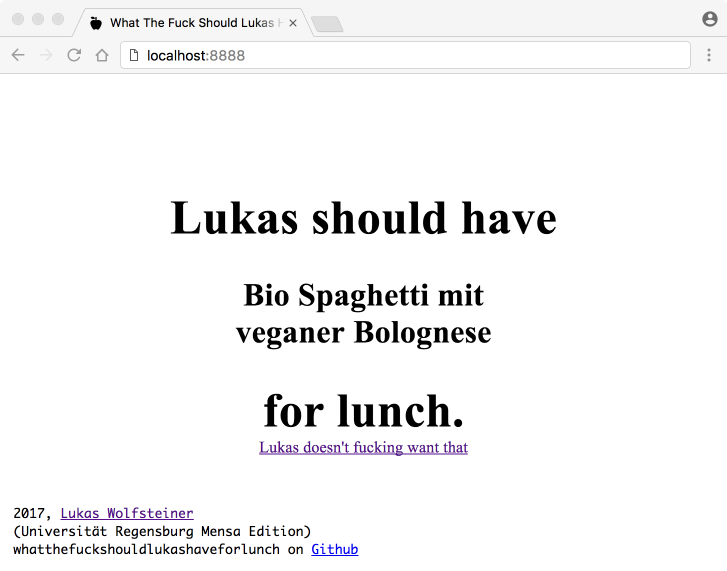 What The Fuck Should Lukas
localhost:8888
Lukas should have
Bio Spaghetti mit
veganer Bolognese
for lunch.
Lukas doesn't fucking want that
2017, Lukas Wolfsteiner
(Universität Regensburg Mensa Edition)
whatthefuckshouldlukashaveforlunch on Github